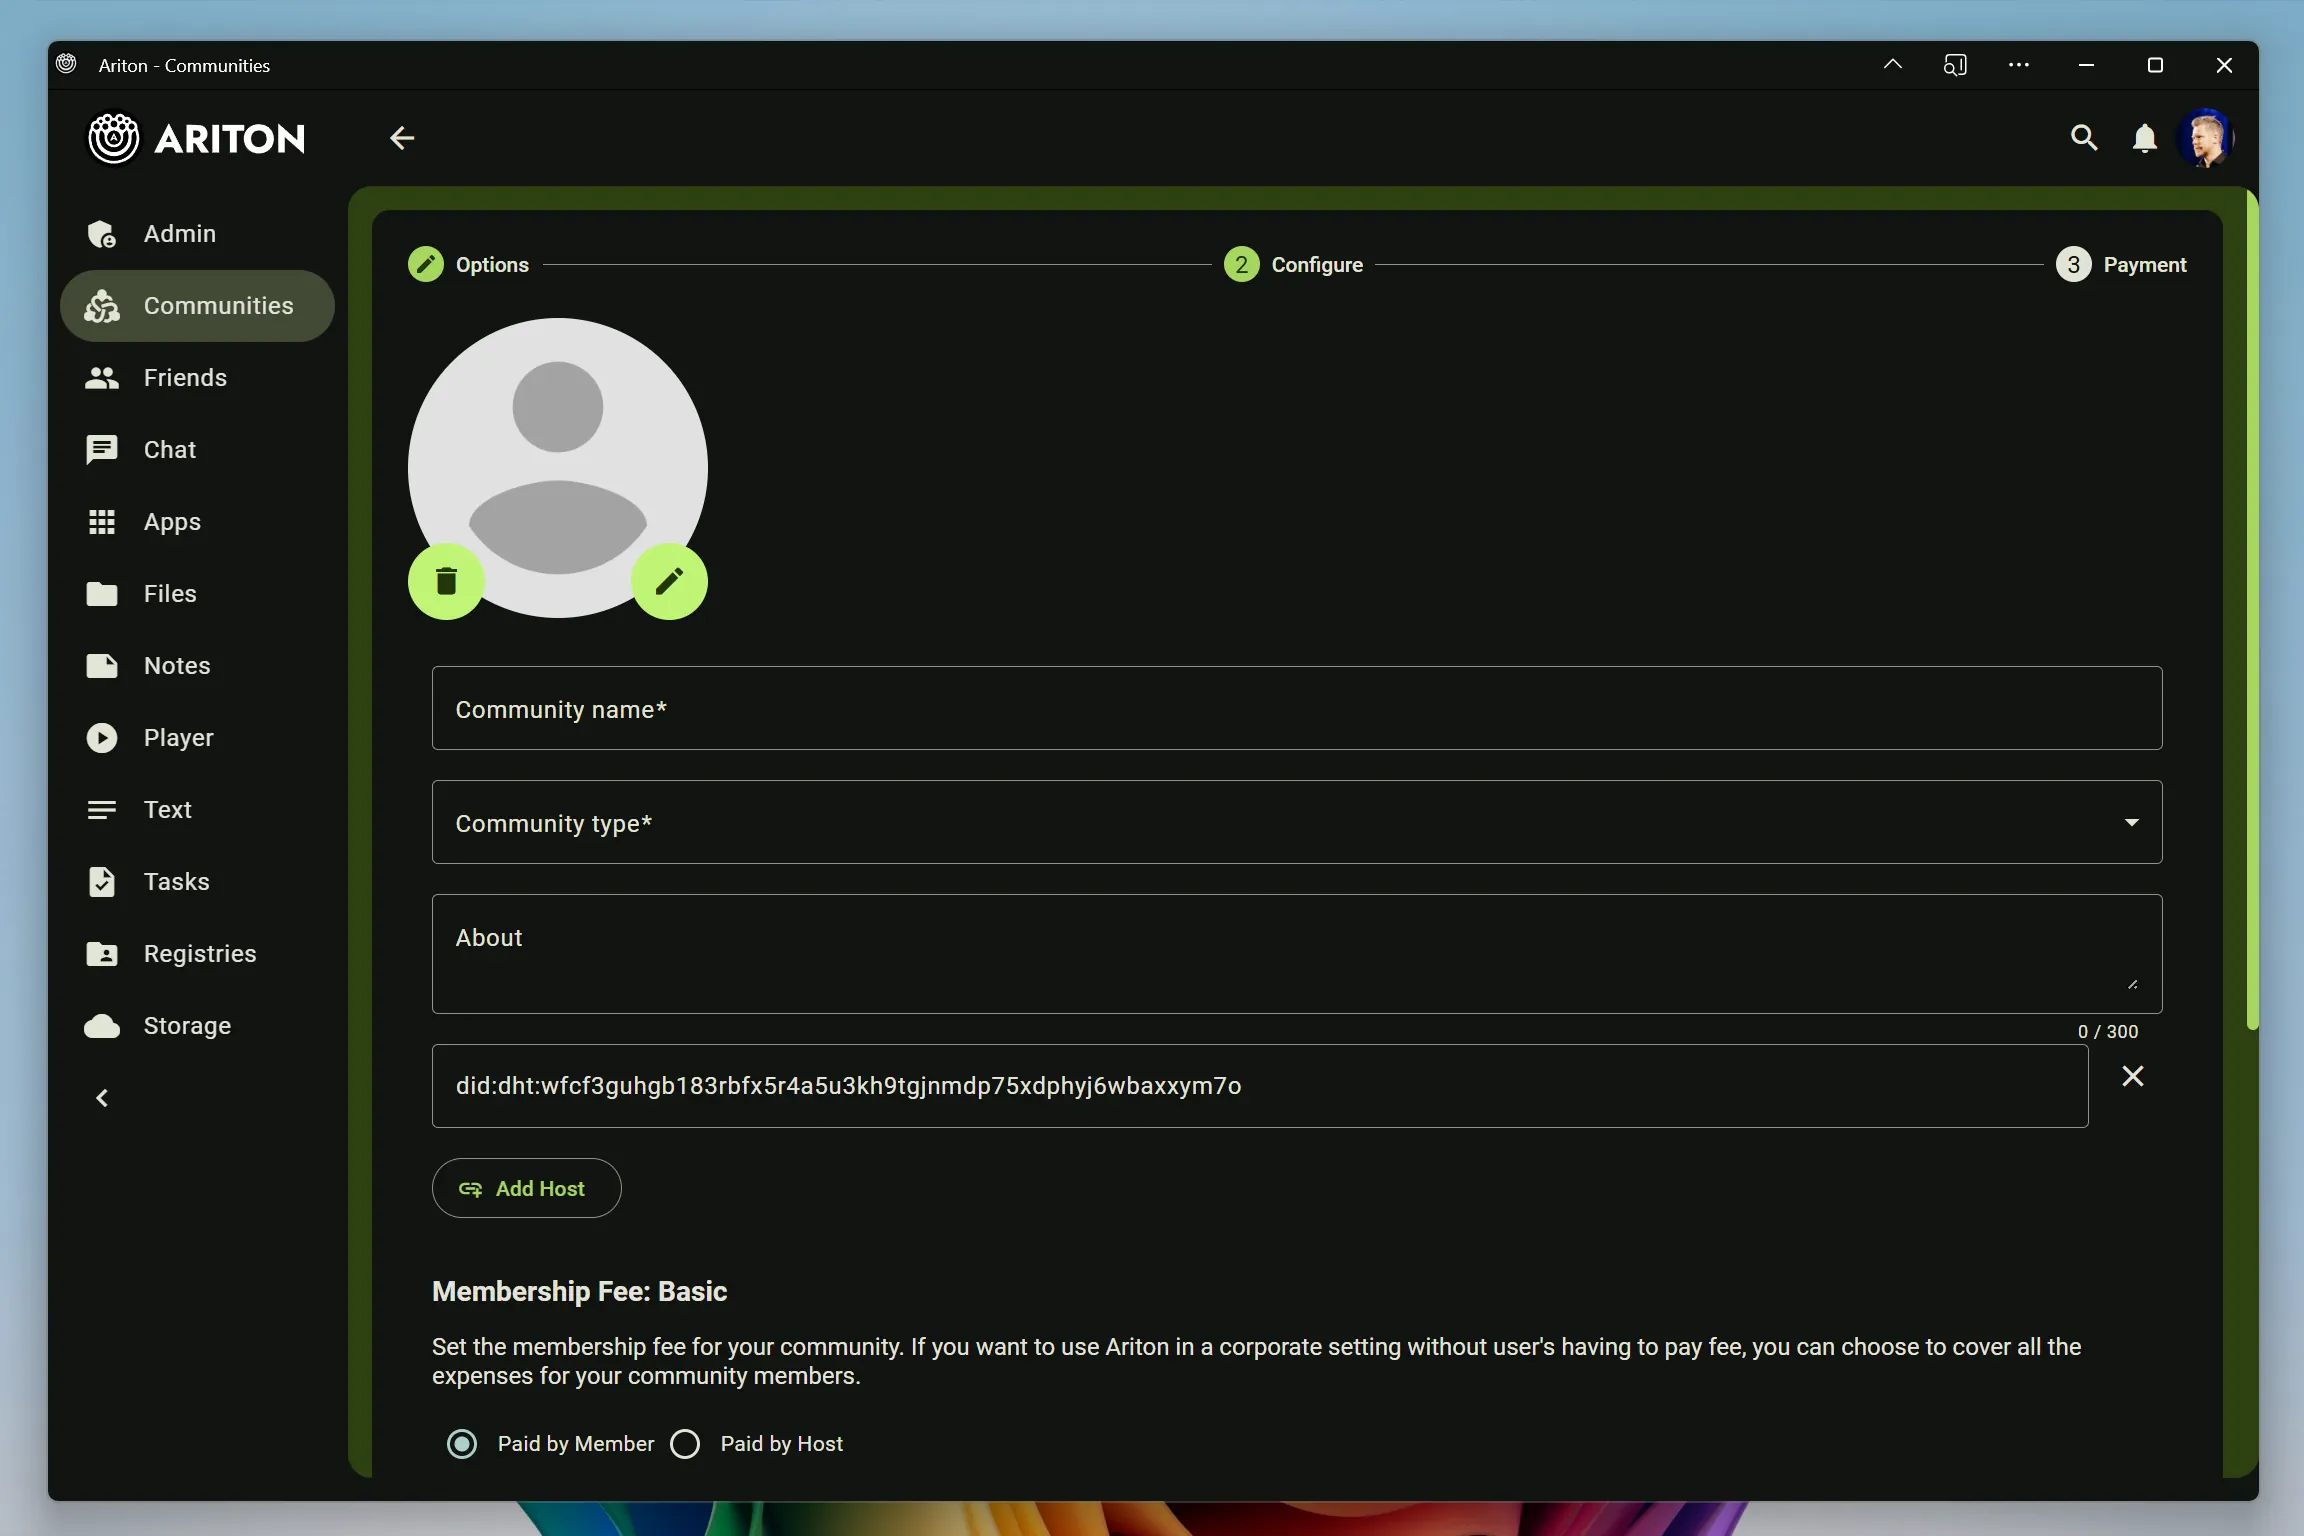 Ariton - Communities
ARITON
Admin
Communities
Friends
Chat
Apps
Files
Notes
Player
Text
Tasks
Registries
Storage
Options
2 Configure
3 Payment
Community name*
Community type*
About
0 / 300
did:dht:wfcf3guhgb183rbfx5r4a5u3kh9tgjnmdp75xdphyj6wbaxxym7o
Add Host
Membership Fee: Basic
Set the membership fee for your community. If you want to use Ariton in a corporate setting without user's having to pay fee, you can choose to cover all the
expenses for your community members.
Paid by Member Paid by Host